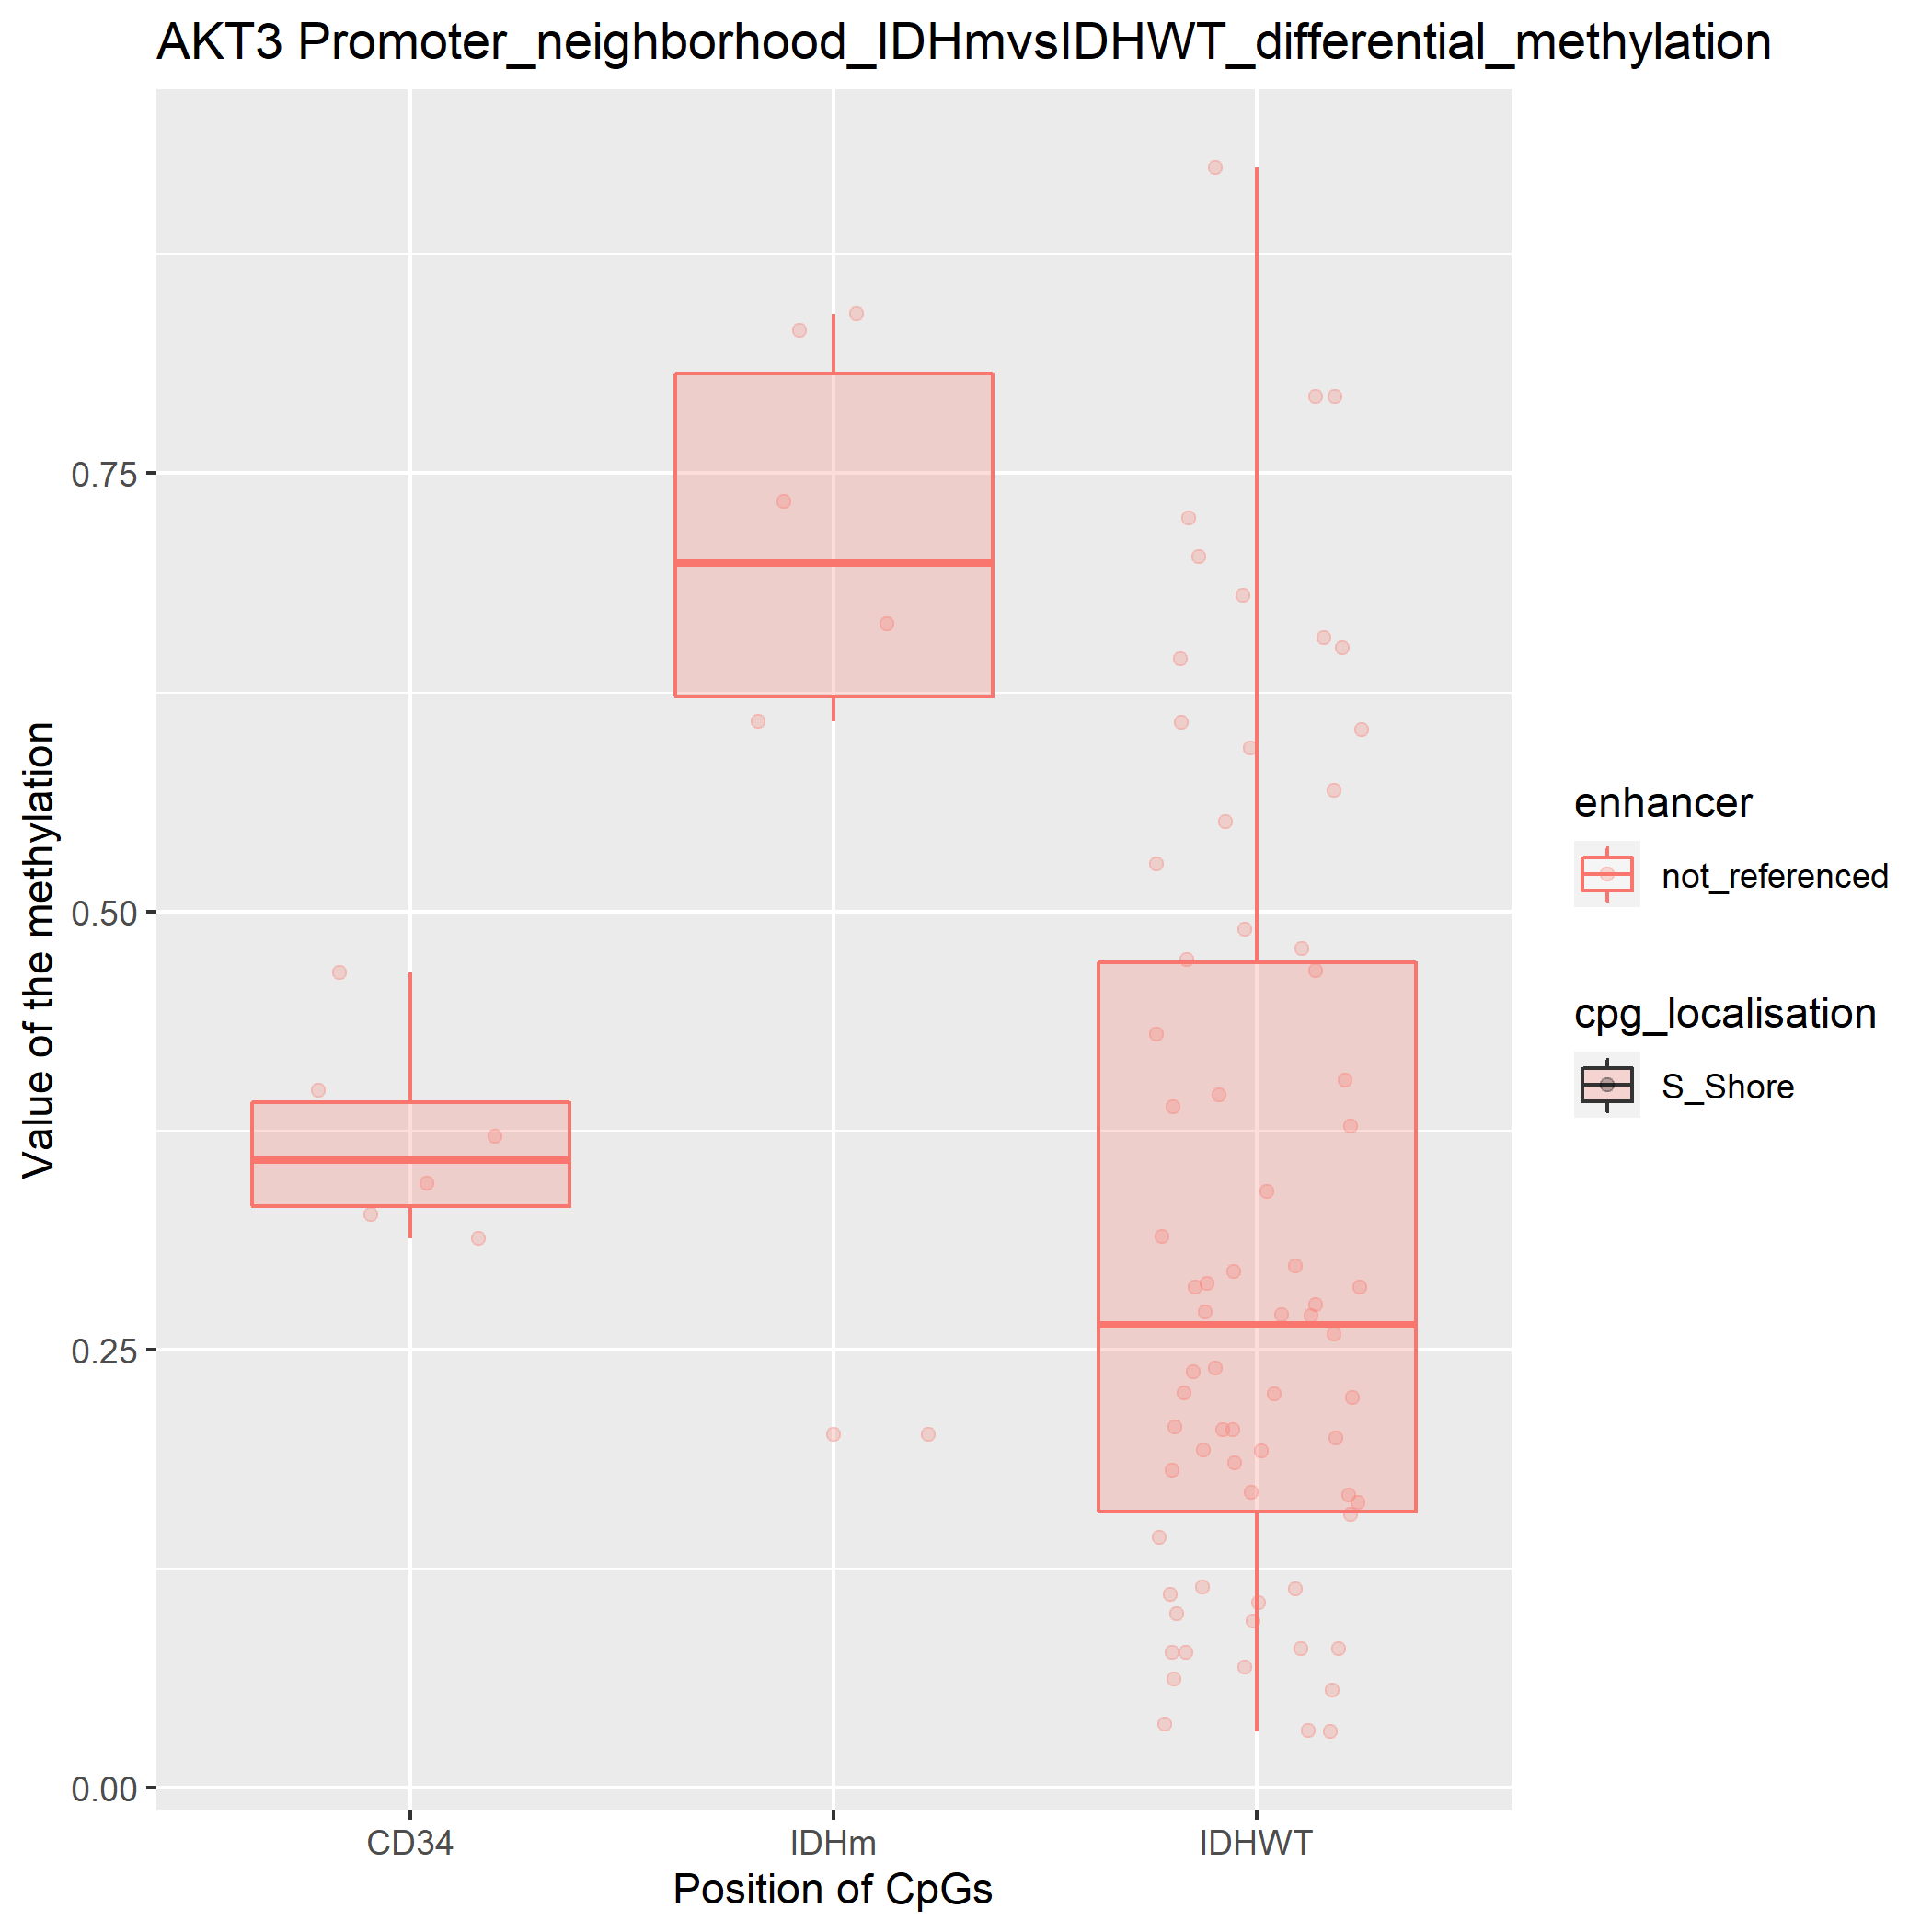 AKT3 Promoter_neighborhood_IDHmvsIDHWT_differential_methylation
Value of the methylation
0.75
0.50
0.25
0.00
CD34
IDHm
IDHWT
Position of CpGs
enhancer
not_referenced
cpg_localisation
S_Shore